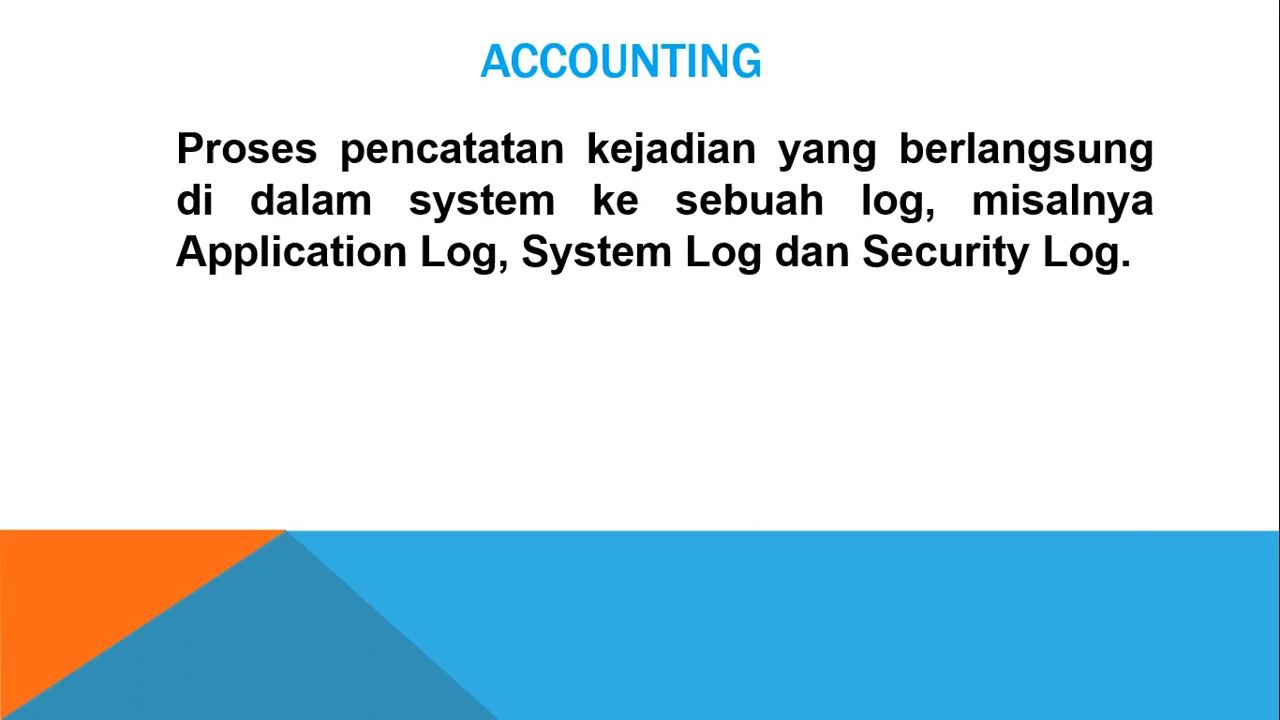 ACCOUNTING
Proses pencatatan kejadian yang berlangsung
di dalam system ke sebuah log, misalnya
Application Log, System Log dan Security Log.